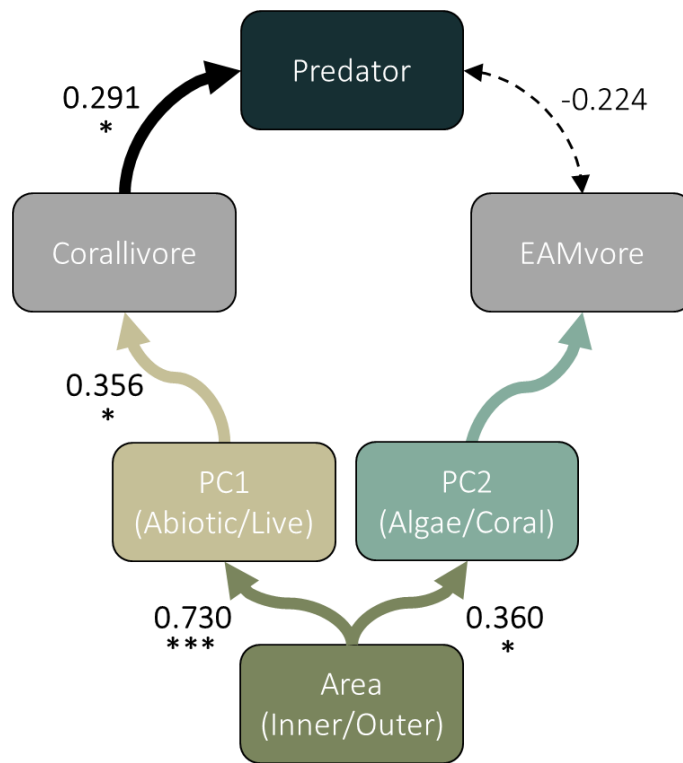 Predator
0.291
*
-0.224
Corallivore
EAMvore
0.356
*
PC1
(Abiotic/Live)
PC2
(Algae/Coral)
0.730
***
0.360
*
Area
(Inner/Outer)